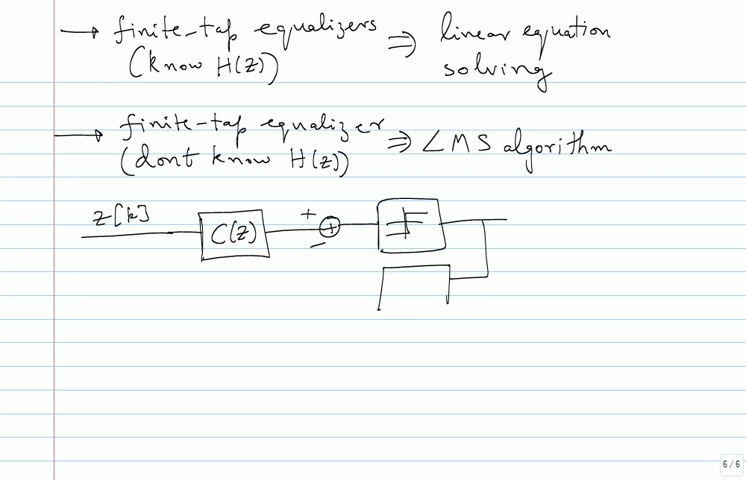 → finite-tap equalizers ⇒ linear equation
(know H(z)) solving
→ finite-tap equalizer ⇒ LMS algorithm
(dont know H(z))
z[k]
C(z)
+
+
−
6/6